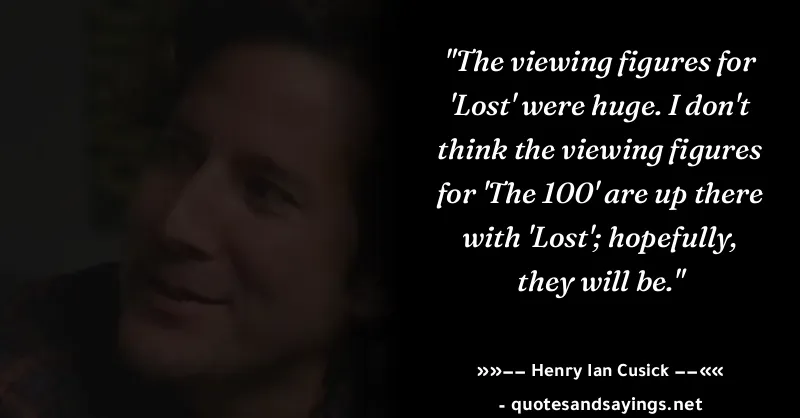 "The viewing figures for
'Lost' were huge. I don't
think the viewing figures
for 'The 100' are up there
with 'Lost'; hopefully,
they will be."
»»−− Henry Ian Cusick −−««
- quotesandsayings.net